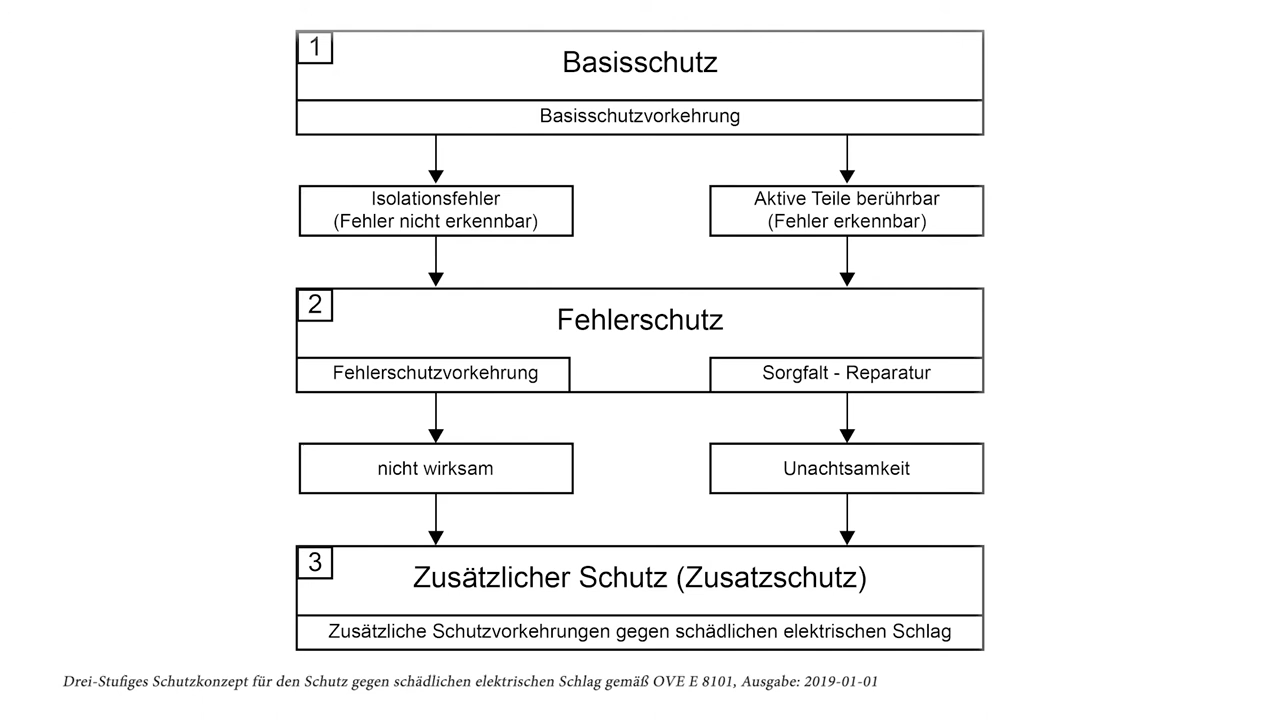 1
Basisschutz
Basisschutzvorkehrung
Isolationsfehler
(Fehler nicht erkennbar)
Aktive Teile berührbar
(Fehler erkennbar)
2
Fehlerschutz
Fehlerschutzvorkehrung
Sorgfalt - Reparatur
nicht wirksam
Unachtsamkeit
3
Zusätzlicher Schutz (Zusatzschutz)
Zusätzliche Schutzvorkehrungen gegen schädlichen elektrischen Schlag
Drei-Stufiges Schutzkonzept für den Schutz gegen schädlichen elektrischen Schlag gemäß OVE E 8101, Ausgabe: 2019-01-01